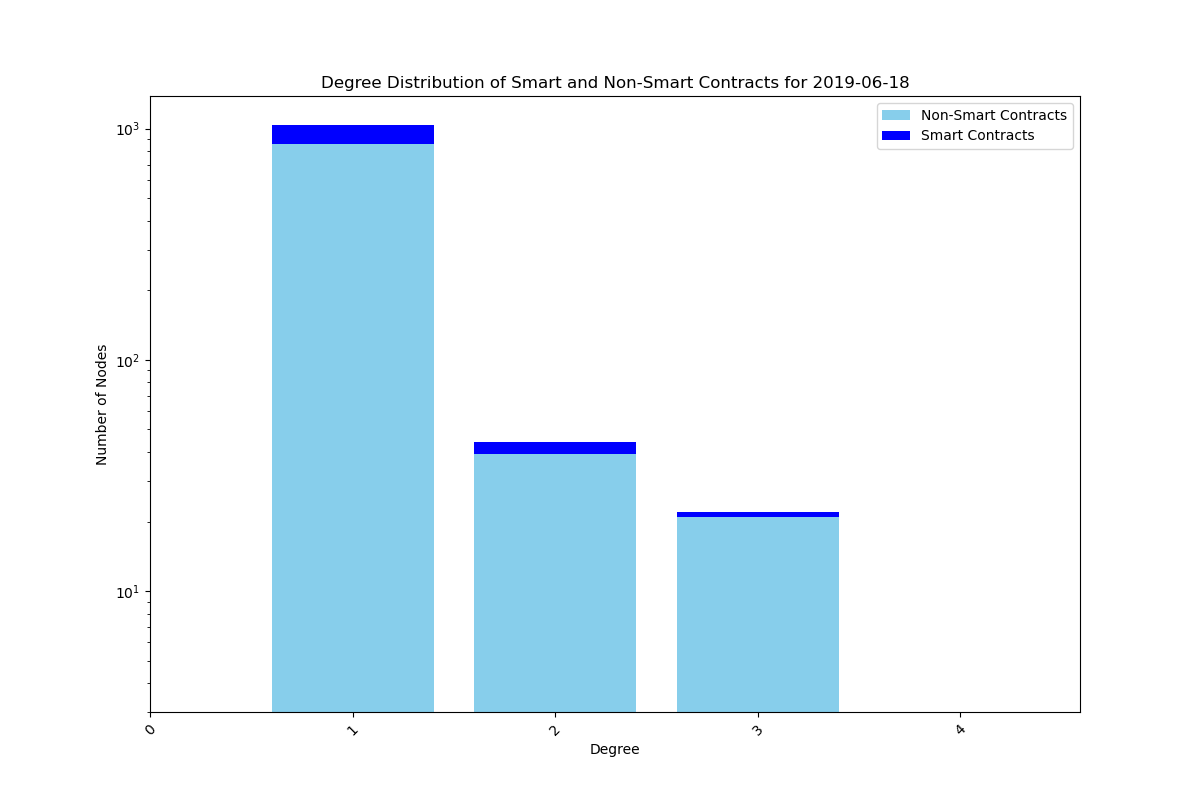 Degree Distribution of Smart and Non-Smart Contracts for 2019-06-18
Non-Smart Contracts
Smart Contracts
Number of Nodes
10³
10²
10¹
0 1 2 3 4
Degree